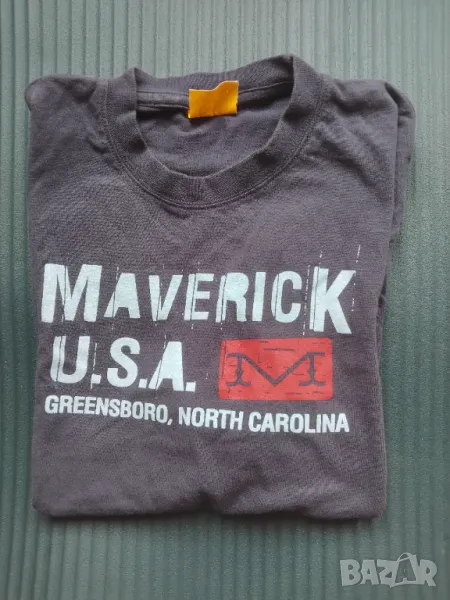 MAVERICK
U.S.A. M
GREENSBORO, NORTH CAROLINA
BAZAR